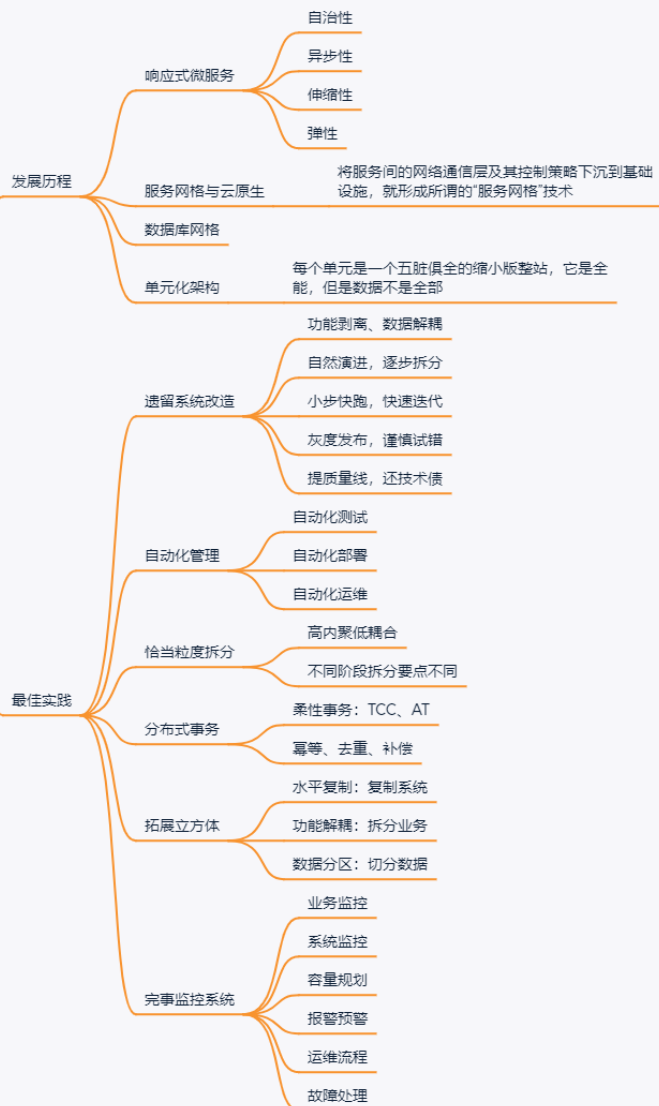 发展历程
响应式微服务
自治性
异步性
伸缩性
弹性
服务网格与云原生
将服务间的网络通信层及其控制策略下沉到基础
设施，就形成所谓的“服务网格”技术
数据库网格
单元化架构
每个单元是一个五脏俱全的缩小版整站，它是全
能，但是数据不是全部
最佳实践
遗留系统改造
功能剥离、数据解耦
自然演进，逐步拆分
小步快跑，快速迭代
灰度发布，谨慎试错
提质量线，还技术债
自动化管理
自动化测试
自动化部署
自动化运维
恰当粒度拆分
高内聚低耦合
不同阶段拆分要点不同
分布式事务
柔性事务：TCC、AT
幂等、去重、补偿
拓展立方体
水平复制：复制系统
功能解耦：拆分业务
数据分区：切分数据
完事监控系统
业务监控
系统监控
容量规划
报警预警
运维流程
故障处理